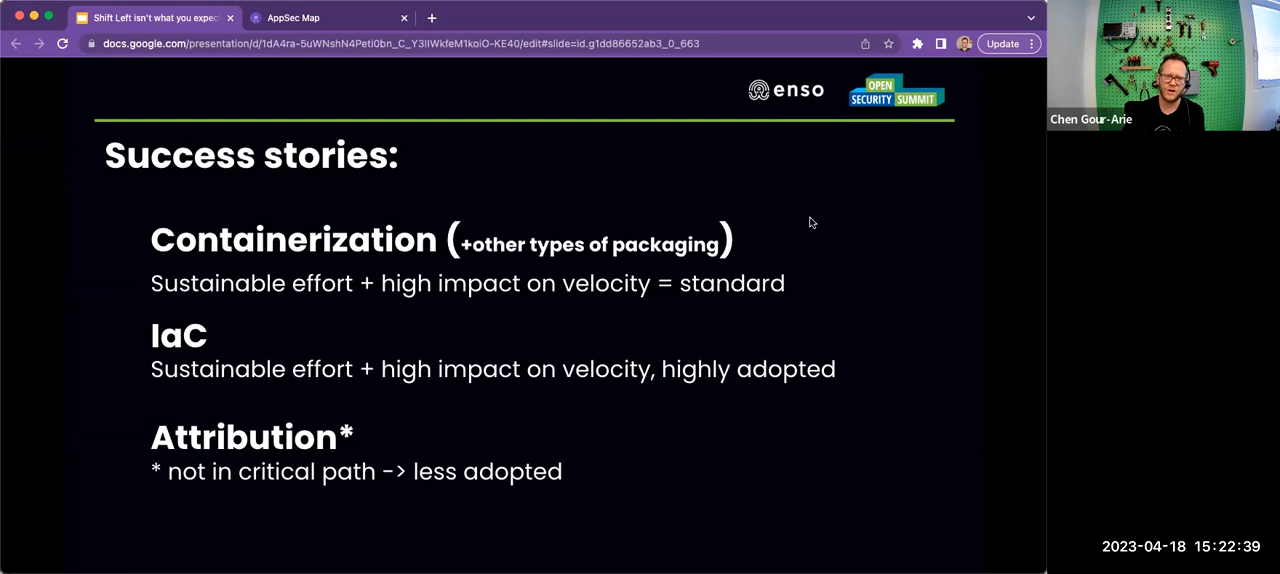 Shift Left isn't what you expec
AppSec Map
docs.google.com/presentation/d/1dA4ra-5uWNshN4Peti0bn_C_Y3IIWkfeM1koiO-KE40/edit#slide=id.g1dd86652ab3_0_663
Update
enso
OPEN
SECURITY SUMMIT
Chen Gour-Arie
Success stories:
Containerization (+other types of packaging)
Sustainable effort + high impact on velocity = standard
IaC
Sustainable effort + high impact on velocity, highly adopted
Attribution*
* not in critical path -> less adopted
2023-04-18 15:22:39